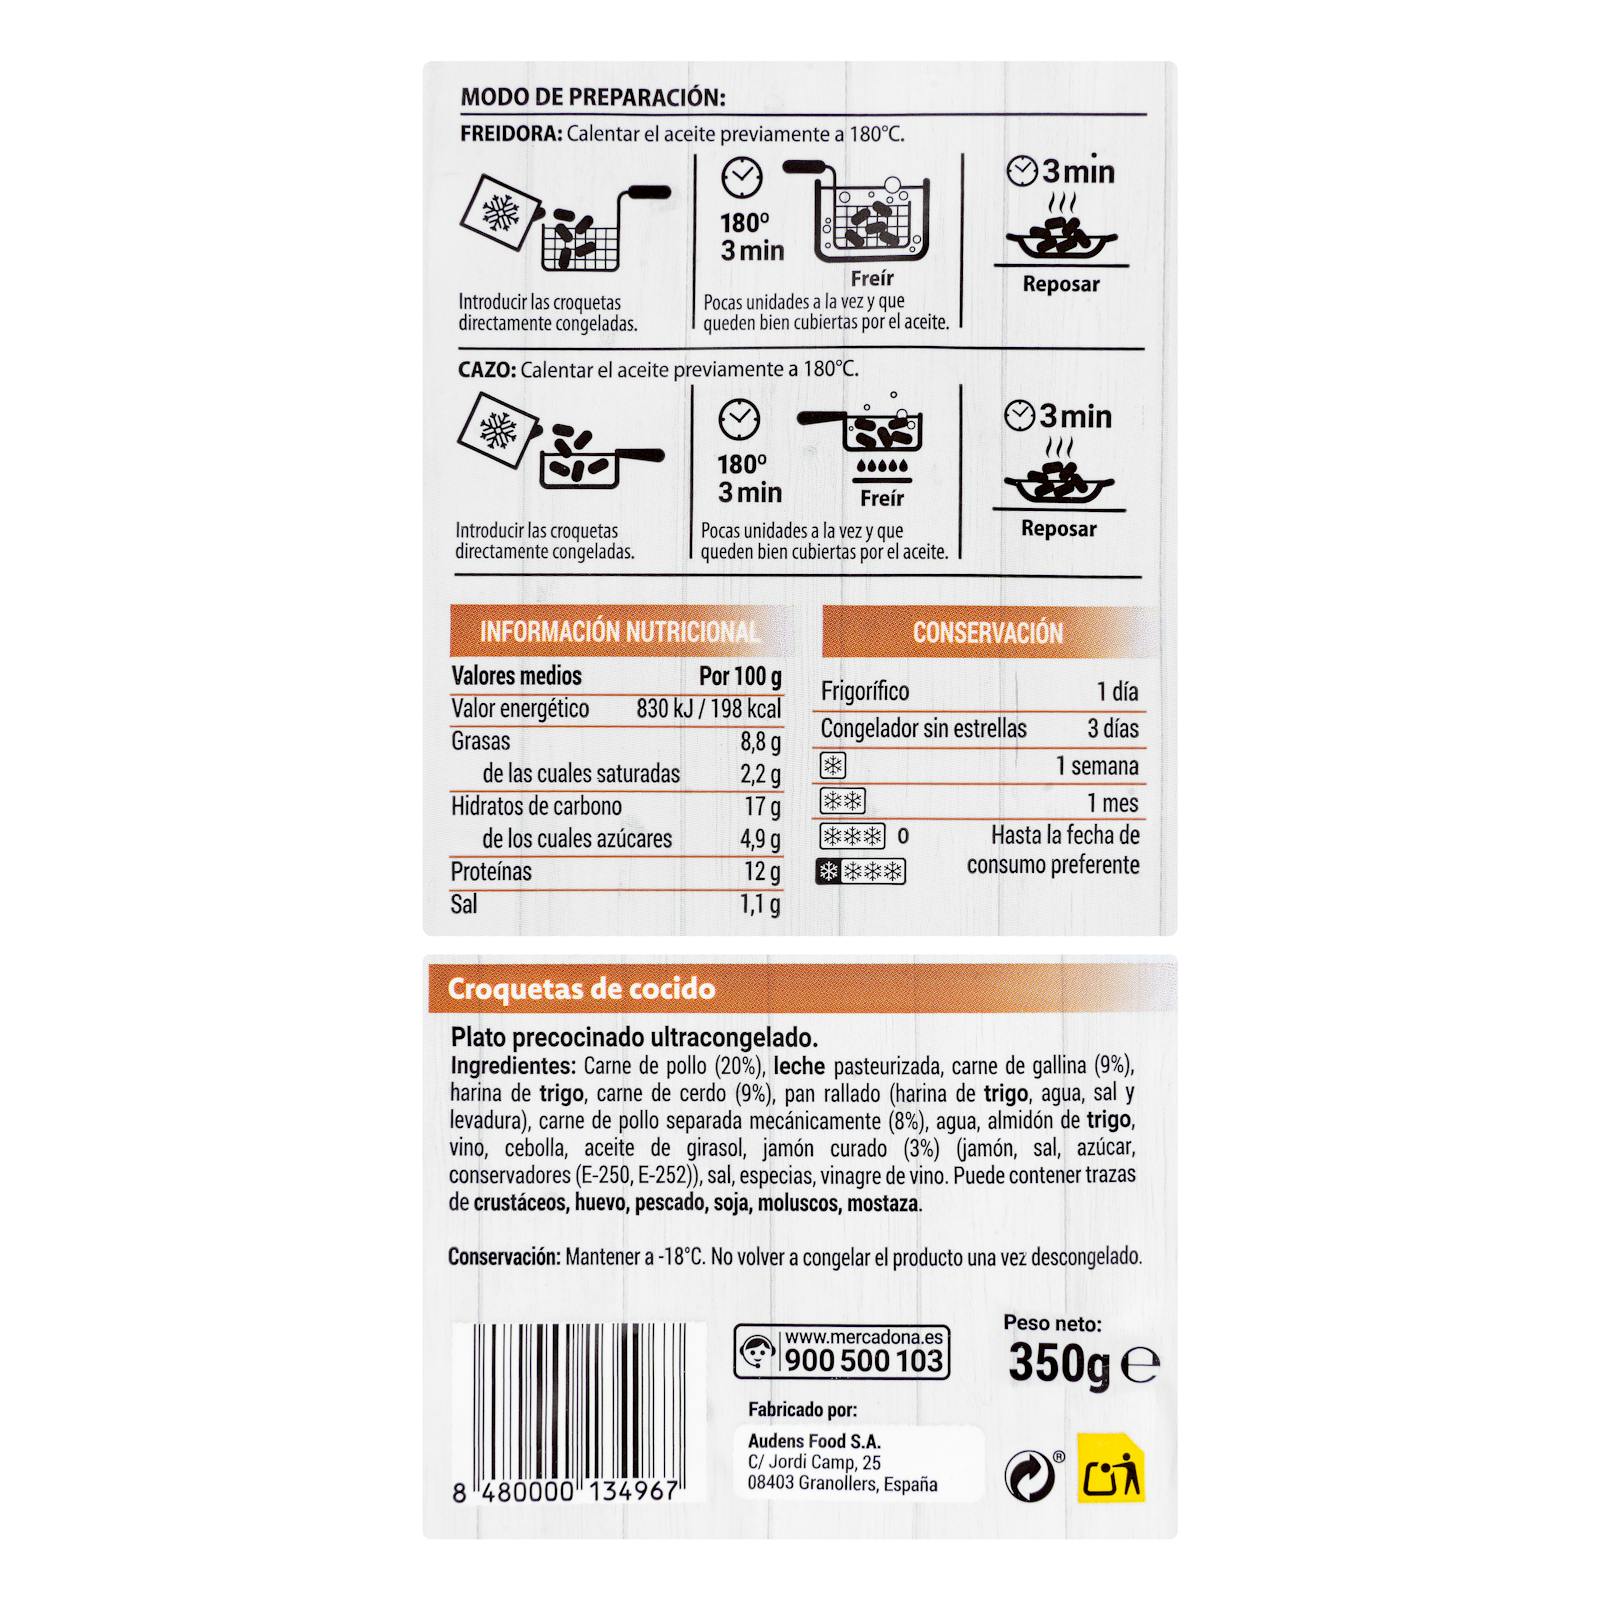 MODO DE PREPARACIÓN:
FREIDORA: Calentar el aceite previamente a 180°C.
180º
3 min
Freír
3 min
Reposar
Introducir las croquetas
directamente congeladas.
Pocas unidades a la vez y que
queden bien cubiertas por el aceite.
CAZO: Calentar el aceite previamente a 180°C.
180º
3 min
Freír
3 min
Reposar
Introducir las croquetas
directamente congeladas.
Pocas unidades a la vez y que
queden bien cubiertas por el aceite.
INFORMACIÓN NUTRICIONAL
Valores medios Por 100 g
Valor energético 830 kJ / 198 kcal
Grasas 8,8 g
de las cuales saturadas 2,2 g
Hidratos de carbono 17 g
de los cuales azúcares 4,9 g
Proteínas 12 g
Sal 1,1 g
CONSERVACIÓN
Frigorífico 1 día
Congelador sin estrellas 3 días
1 semana
1 mes
o Hasta la fecha de
consumo preferente
Croquetas de cocido
Plato precocinado ultracongelado.
Ingredientes: Carne de pollo (20%), leche pasteurizada, carne de gallina (9%),
harina de trigo, carne de cerdo (9%), pan rallado (harina de trigo, agua, sal y
levadura), carne de pollo separada mecánicamente (8%), agua, almidón de trigo,
vino, cebolla, aceite de girasol, jamón curado (3%) (jamón, sal, azúcar,
conservadores (E-250, E-252)), sal, especias, vinagre de vino. Puede contener trazas
de crustáceos, huevo, pescado, soja, moluscos, mostaza.
Conservación: Mantener a -18°C. No volver a congelar el producto una vez descongelado.
8 480000 134967
www.mercadona.es
900 500 103
Fabricado por:
Audens Food S.A.
C/ Jordi Camp, 25
08403 Granollers, España
Peso neto:
350g e
®